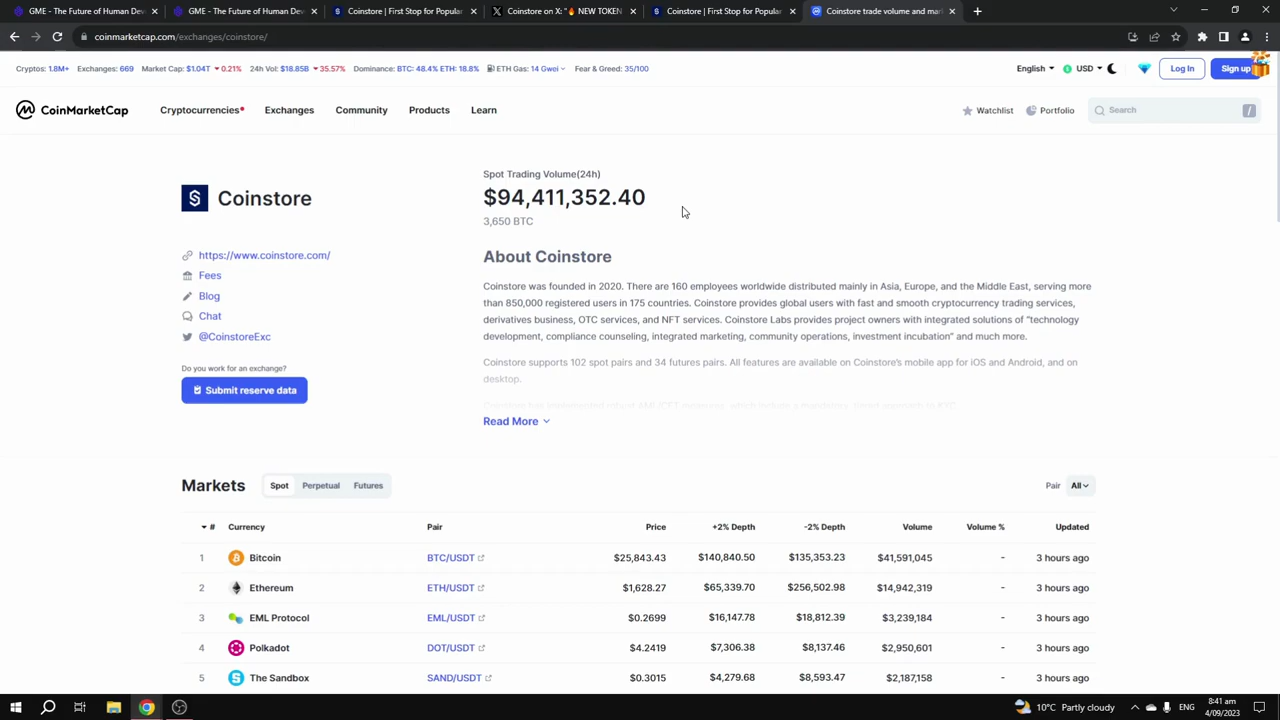 GME - The Future of Human Dev
GME - The Future of Human Dev
Coinstore | First Stop for Popula
Coinstore on X: "🔥 NEW TOKEN
Coinstore | First Stop for Popula
Coinstore trade volume and mar
coinmarketcap.com/exchanges/coinstore/
Cryptos: 1.8M+ Exchanges: 669 Market Cap: $1.04T 0.21% 24h Vol: $18.85B 35.57% Dominance: BTC: 48.4% ETH: 18.8% ETH Gas: 14 Gwei Fear & Greed: 35/100
English USD Log In Sign up
CoinMarketCap Cryptocurrencies Exchanges Community Products Learn Watchlist Portfolio Search /
Coinstore
https://www.coinstore.com/
Fees
Blog
Chat
@CoinstoreExc
Do you work for an exchange?
Submit reserve data
Spot Trading Volume(24h)
$94,411,352.40
3,650 BTC
About Coinstore
Coinstore was founded in 2020. There are 160 employees worldwide distributed mainly in Asia, Europe, and the Middle East, serving more
than 850,000 registered users in 175 countries. Coinstore provides global users with fast and smooth cryptocurrency trading services,
derivatives business, OTC services, and NFT services. Coinstore Labs provides project owners with integrated solutions of "technology
development, compliance counseling, integrated marketing, community operations, investment incubation" and much more.
Coinstore supports 102 spot pairs and 34 futures pairs. All features are available on Coinstore's mobile app for iOS and Android, and on
desktop.
Read More
Markets Spot Perpetual Futures Pair All
# Currency Pair Price +2% Depth -2% Depth Volume Volume % Updated
1 Bitcoin BTC/USDT $25,843.43 $140,840.50 $135,353.23 $41,591,045 - 3 hours ago
2 Ethereum ETH/USDT $1,628.27 $65,339.70 $256,502.98 $14,942,319 - 3 hours ago
3 EML Protocol EML/USDT $0.2699 $16,147.78 $18,812.39 $3,239,184 - 3 hours ago
4 Polkadot DOT/USDT $4.2419 $7,306.38 $8,137.46 $2,950,601 - 3 hours ago
5 The Sandbox SAND/USDT $0.3015 $4,279.68 $8,593.47 $2,187,158 - 3 hours ago
10°C Partly cloudy ENG 8:41 am
4/09/2023